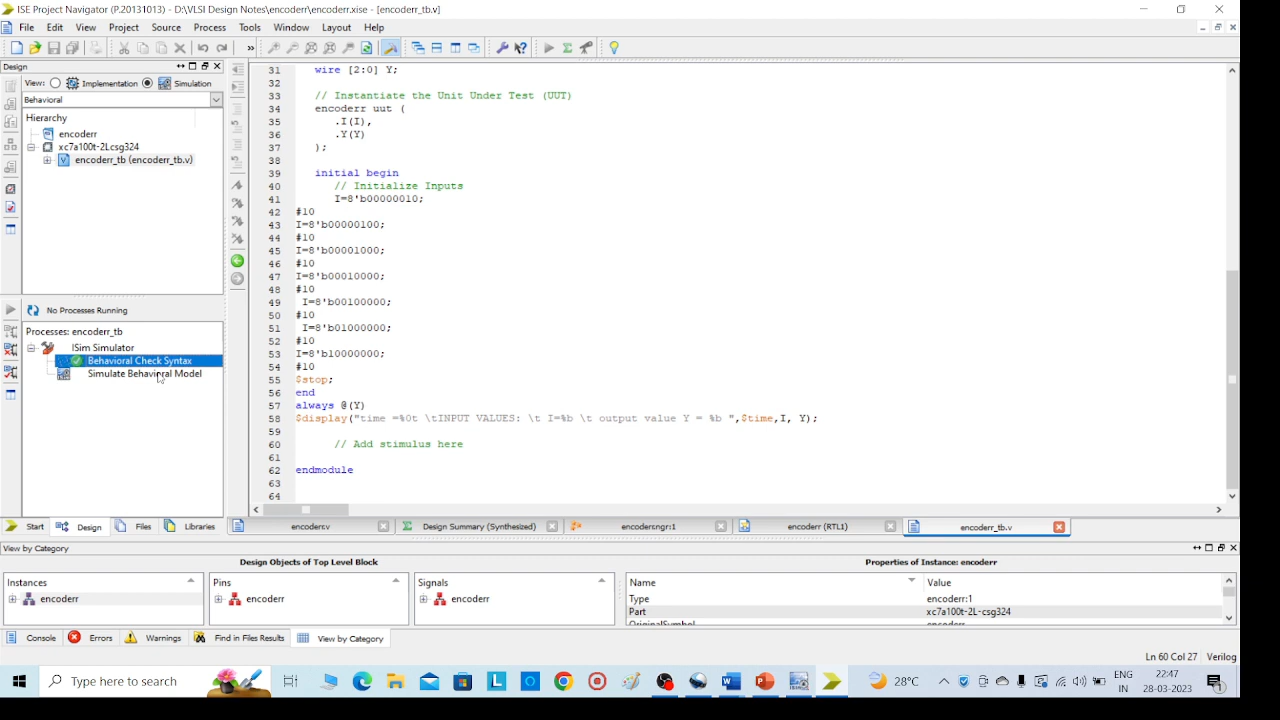 ISE Project Navigator (P.20131013) - D:\VLSI Design Notes\encoderr\encoderr.xise - [encoderr_tb.v]
File Edit View Project Source Process Tools Window Layout Help
Design
View: Implementation Simulation
Behavioral
Hierarchy
encoderr
xc7a100t-2Lcsg324
encoderr_tb (encoderr_tb.v)
No Processes Running
Processes: encoderr_tb
ISim Simulator
Behavioral Check Syntax
Simulate Behavioral Model
31 wire [2:0] Y;
32
33 // Instantiate the Unit Under Test (UUT)
34 encoderr uut (
35 .I(I),
36 .Y(Y)
37 );
38
39 initial begin
40 // Initialize Inputs
41 I=8'b00000010;
42 #10
43 I=8'b00000100;
44 #10
45 I=8'b00001000;
46 #10
47 I=8'b00010000;
48 #10
49 I=8'b00100000;
50 #10
51 I=8'b01000000;
52 #10
53 I=8'b10000000;
54 #10
55 $stop;
56 end
57 always @(Y)
58 $display("time =%0t \tINPUT VALUES: \t I=%b \t output value Y = %b ",$time,I, Y);
59
60 // Add stimulus here
61
62 endmodule
63
64
Start Design Files Libraries
encoderr.v Design Summary (Synthesized) encoderr.ngr:1 encoderr (RTL1) encoderr_tb.v
View by Category
Design Objects of Top Level Block Properties of Instance: encoderr
Instances Pins Signals Name Value
encoderr encoderr encoderr Type encoderr:1
Part xc7a100t-2L-csg324
Console Errors Warnings Find in Files Results View by Category
Ln 60 Col 27 Verilog
Type here to search
28°C
ENG
IN
22:47
28-03-2023